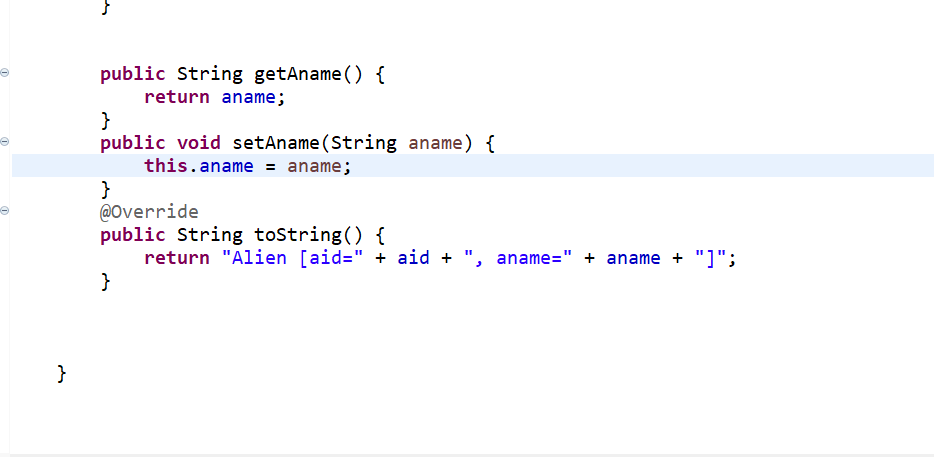 }
public String getAname() {
return aname;
}
public void setAname(String aname) {
this.aname = aname;
}
@Override
public String toString() {
return "Alien [aid=" + aid + ", aname=" + aname + "]";
}
}